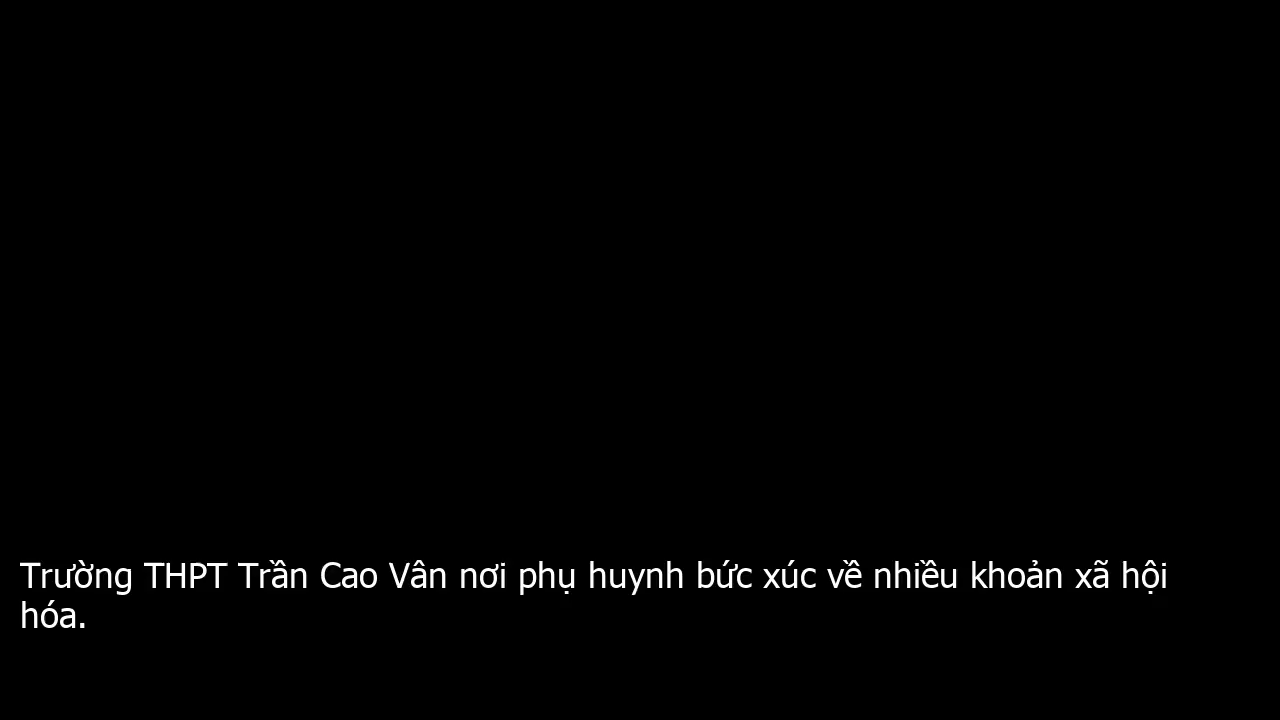 Trường THPT Trần Cao Vân nơi phụ huynh bức xúc về nhiều khoản xã hội
hóa.